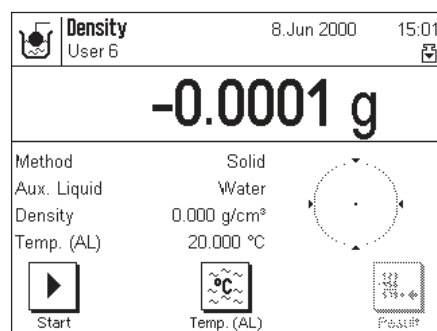 Density 8.Jun 2000 15:01
User 6
-0.0001 g
Method Solid
Aux. Liquid Water
Density 0.000 g/cm³
Temp. (AL) 20.000 °C
°C
Start Temp. (AL) Result